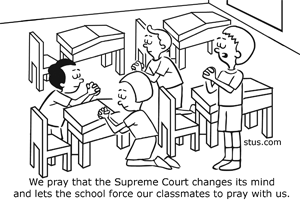 stus.com
We pray that the Supreme Court changes its mind
and lets the school force our classmates to pray with us.